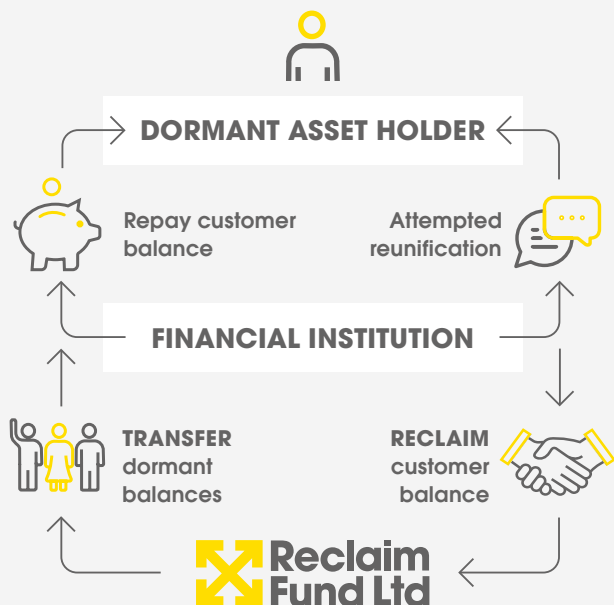 DORMANT ASSET HOLDER
Repay customer
balance
Attempted
reunification
FINANCIAL INSTITUTION
TRANSFER
dormant
balances
RECLAIM
customer
balance
Reclaim
Fund Ltd